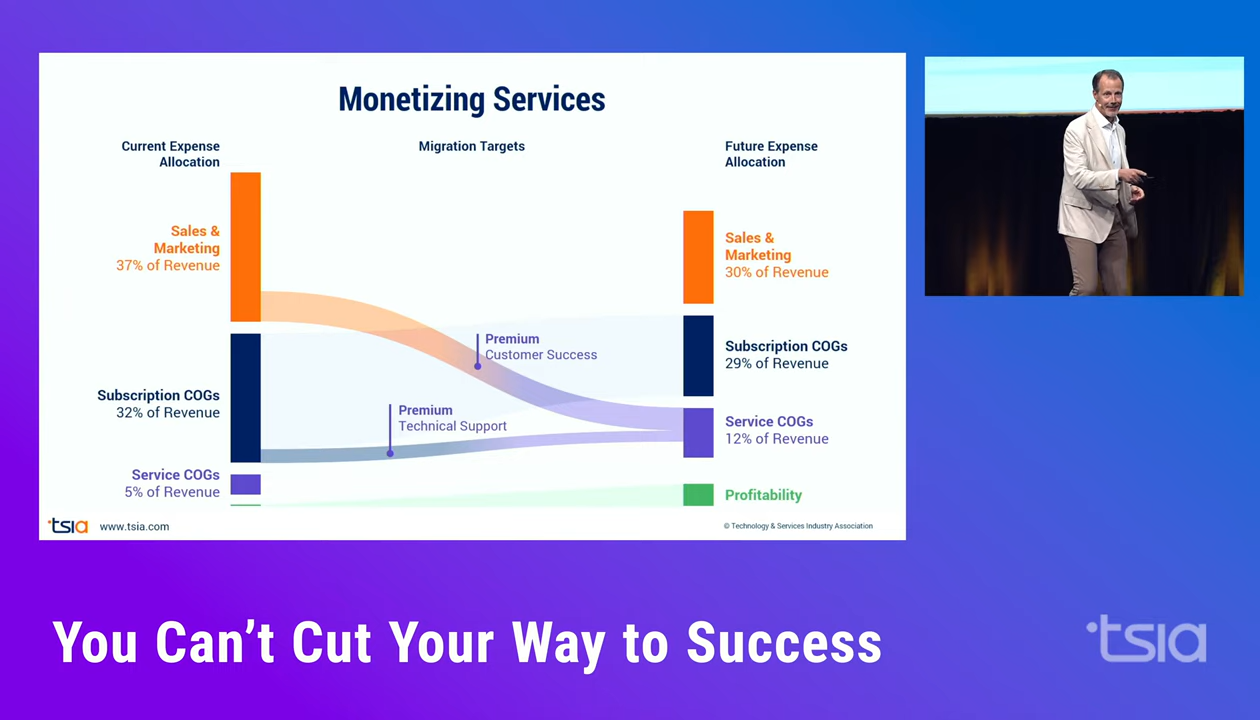 Monetizing Services
Current Expense
Allocation
Migration Targets
Future Expense
Allocation
Sales &
Marketing
37% of Revenue
Sales &
Marketing
30% of Revenue
Premium
Customer Success
Subscription COGs
29% of Revenue
Subscription COGs
32% of Revenue
Premium
Technical Support
Service COGs
12% of Revenue
Service COGs
5% of Revenue
Profitability
tsia www.tsia.com
© Technology & Services Industry Association
You Can’t Cut Your Way to Success
tsia